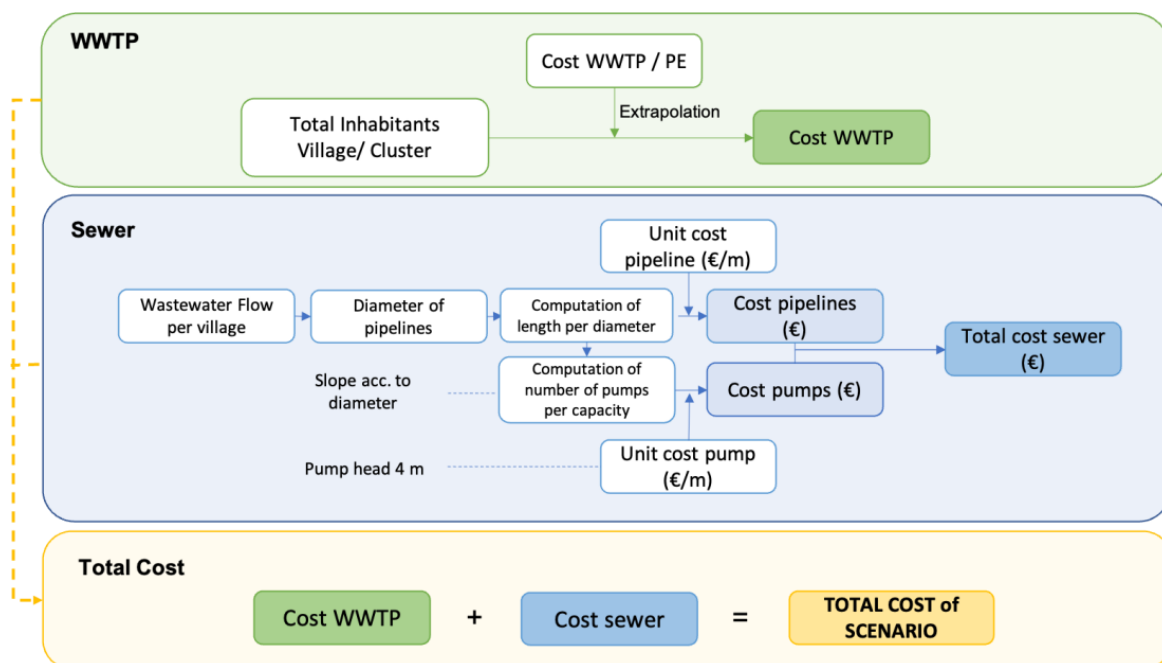 WWTP
Cost WWTP / PE
Extrapolation
Total Inhabitants
Village/ Cluster
Cost WWTP
Sewer
Unit cost
pipeline (€/m)
Wastewater Flow
per village
Diameter of
pipelines
Computation of
length per diameter
Cost pipelines
(€)
Total cost sewer
(€)
Slope acc. to
diameter
Computation of
number of pumps
per capacity
Cost pumps (€)
Pump head 4 m
Unit cost pump
(€/m)
Total Cost
Cost WWTP
+
Cost sewer
=
TOTAL COST of
SCENARIO